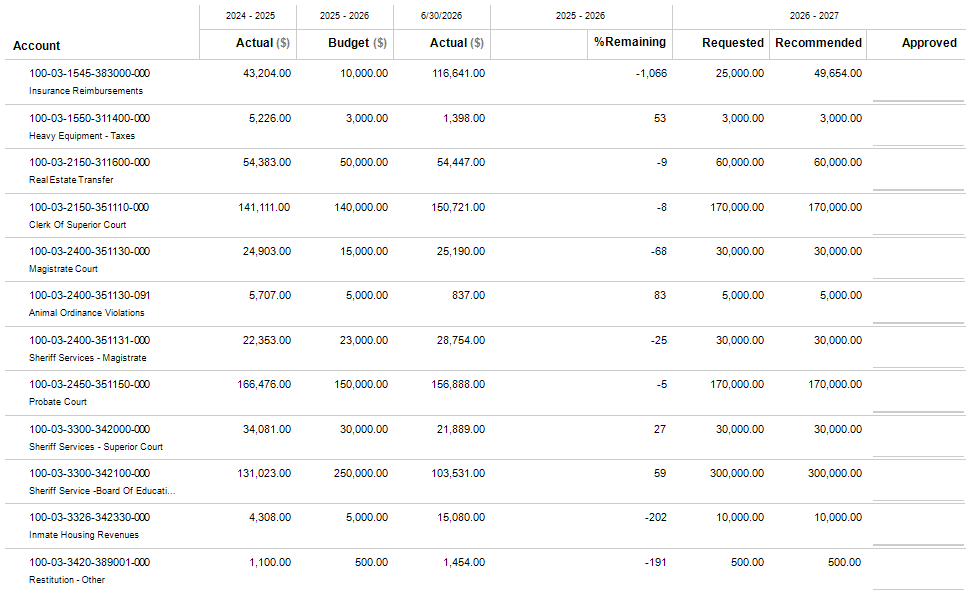 2024 - 2025 2025 - 2026 6/30/2026 2025 - 2026 2026 - 2027
Account Actual ($) Budget ($) Actual ($) %Remaining Requested Recommended Approved
100-03-1545-383000-000 43,204.00 10,000.00 116,641.00 -1,066 25,000.00 49,654.00
Insurance Reimbursements
100-03-1550-311400-000 5,226.00 3,000.00 1,398.00 53 3,000.00 3,000.00
Heavy Equipment - Taxes
100-03-2150-311600-000 54,383.00 50,000.00 54,447.00 -9 60,000.00 60,000.00
Real Estate Transfer
100-03-2150-351110-000 141,111.00 140,000.00 150,721.00 -8 170,000.00 170,000.00
Clerk Of Superior Court
100-03-2400-351130-000 24,903.00 15,000.00 25,190.00 -68 30,000.00 30,000.00
Magistrate Court
100-03-2400-351130-091 5,707.00 5,000.00 837.00 83 5,000.00 5,000.00
Animal Ordinance Violations
100-03-2400-351131-000 22,353.00 23,000.00 28,754.00 -25 30,000.00 30,000.00
Sheriff Services - Magistrate
100-03-2450-351150-000 166,476.00 150,000.00 156,888.00 -5 170,000.00 170,000.00
Probate Court
100-03-3300-342000-000 34,081.00 30,000.00 21,889.00 27 30,000.00 30,000.00
Sheriff Services - Superior Court
100-03-3300-342100-000 131,023.00 250,000.00 103,531.00 59 300,000.00 300,000.00
Sheriff Service -Board Of Educati...
100-03-3326-342330-000 4,308.00 5,000.00 15,080.00 -202 10,000.00 10,000.00
Inmate Housing Revenues
100-03-3420-389001-000 1,100.00 500.00 1,454.00 -191 500.00 500.00
Restitution - Other